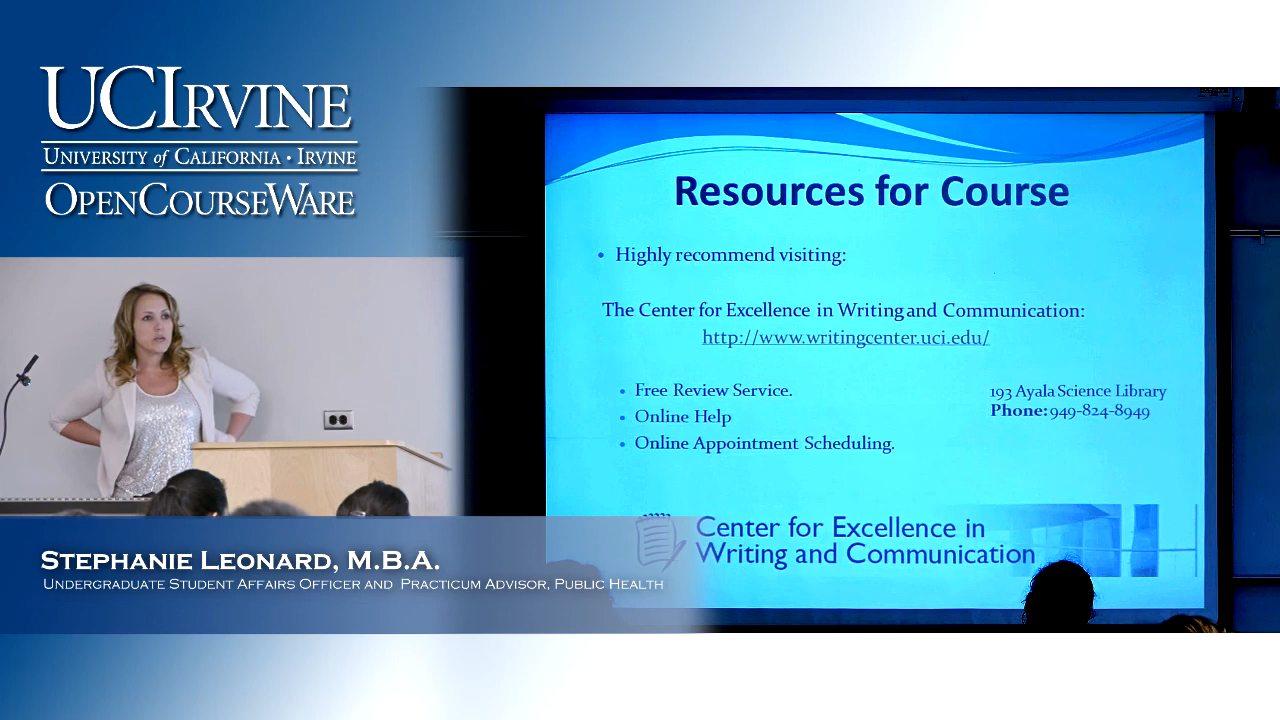 UCIRVINE
UNIVERSITY of CALIFORNIA · IRVINE
OPENCOURSEWARE
Resources for Course
• Highly recommend visiting:
The Center for Excellence in Writing and Communication:
http://www.writingcenter.uci.edu/
• Free Review Service.
• Online Help
• Online Appointment Scheduling.
193 Ayala Science Library
Phone: 949-824-8949
Center for Excellence in
Writing and Communication
STEPHANIE LEONARD, M.B.A.
UNDERGRADUATE STUDENT AFFAIRS OFFICER AND PRACTICUM ADVISOR, PUBLIC HEALTH